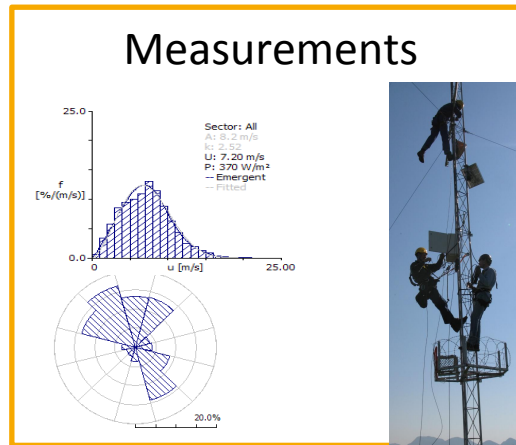 Measurements
25.0
Sector: All
A: 8.2 m/s
k: 2.52
U: 7.20 m/s
P: 370 W/m²
-- Emergent
-- Fitted
f
[%/(m/s)]
0.0
0
u [m/s]
25.00
20.0%